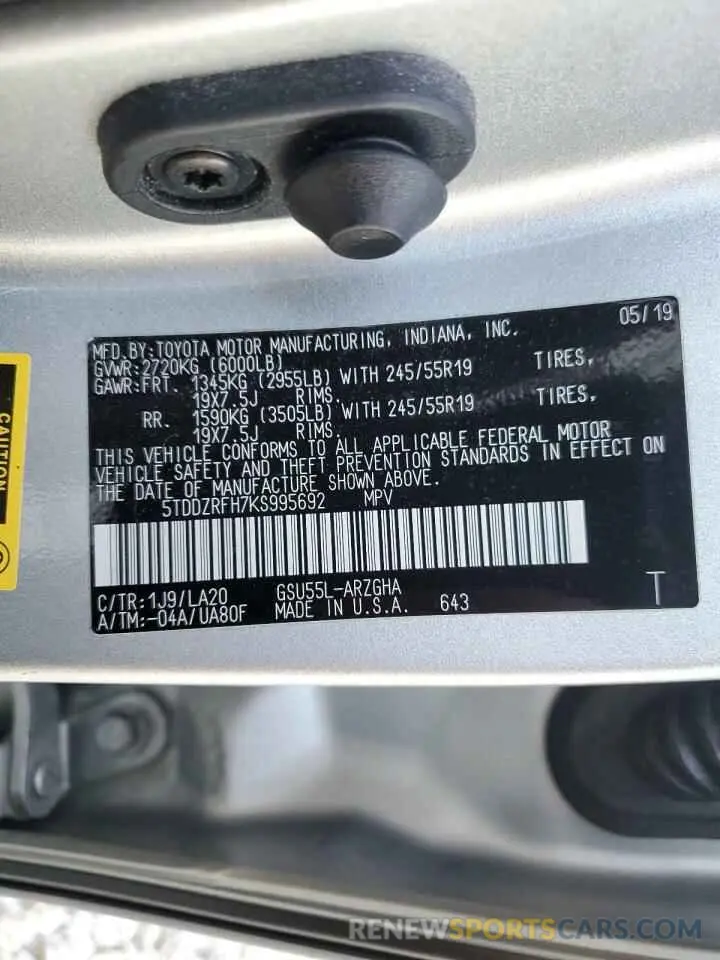 MFD.BY:TOYOTA MOTOR MANUFACTURING, INDIANA, INC. 05/19
GVWR:2720KG (6000LB)
GAWR:FRT. 1345KG (2955LB) WITH 245/55R19 TIRES,
19X7.5J RIMS.
RR. 1590KG (3505LB) WITH 245/55R19 TIRES,
19X7.5J RIMS.
THIS VEHICLE CONFORMS TO ALL APPLICABLE FEDERAL MOTOR
VEHICLE SAFETY AND THEFT PREVENTION STANDARDS IN EFFECT ON
THE DATE OF MANUFACTURE SHOWN ABOVE.
5TDDZRFH7KS995692 MPV
C/TR:1J9/LA20 GSU55L-ARZGHA
A/TM:-04A/UA80F MADE IN U.S.A. 643 T
CAUTION
RENEWSPORTSCARS.COM